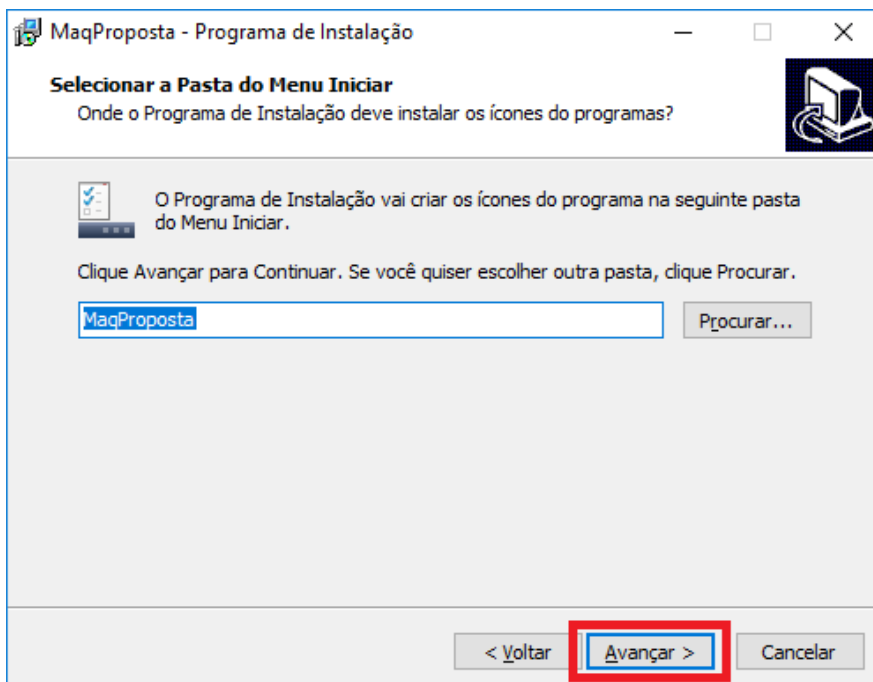 MaqProposta - Programa de Instalação
Selecionar a Pasta do Menu Iniciar
Onde o Programa de Instalação deve instalar os ícones do programas?
O Programa de Instalação vai criar os ícones do programa na seguinte pasta
do Menu Iniciar.
Clique Avançar para Continuar. Se você quiser escolher outra pasta, clique Procurar.
MaqProposta
Procurar...
< Voltar
Avançar >
Cancelar